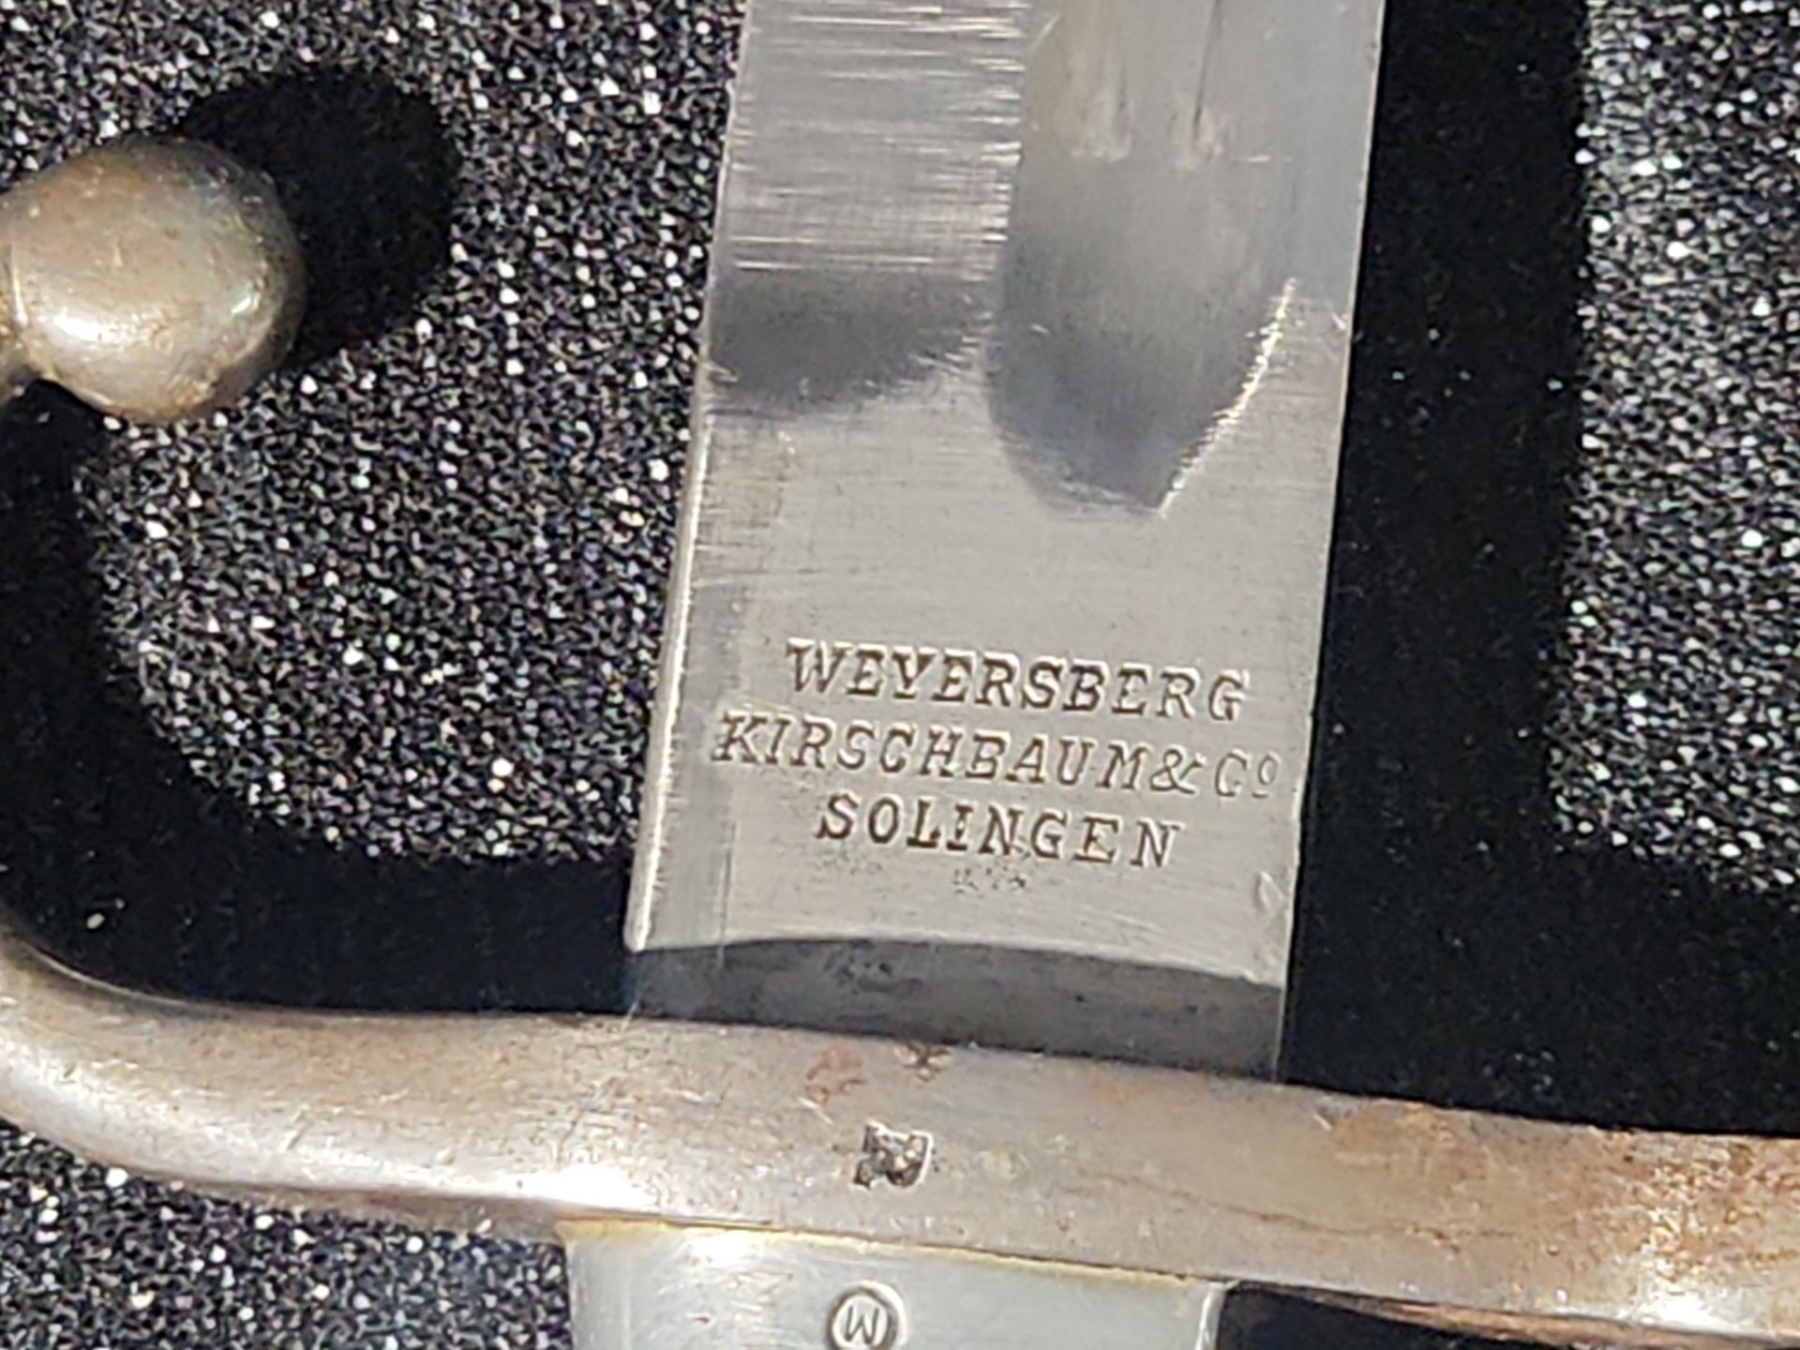 WEYERSBERG
KIRSCHBAUM & Cº
SOLINGEN
M